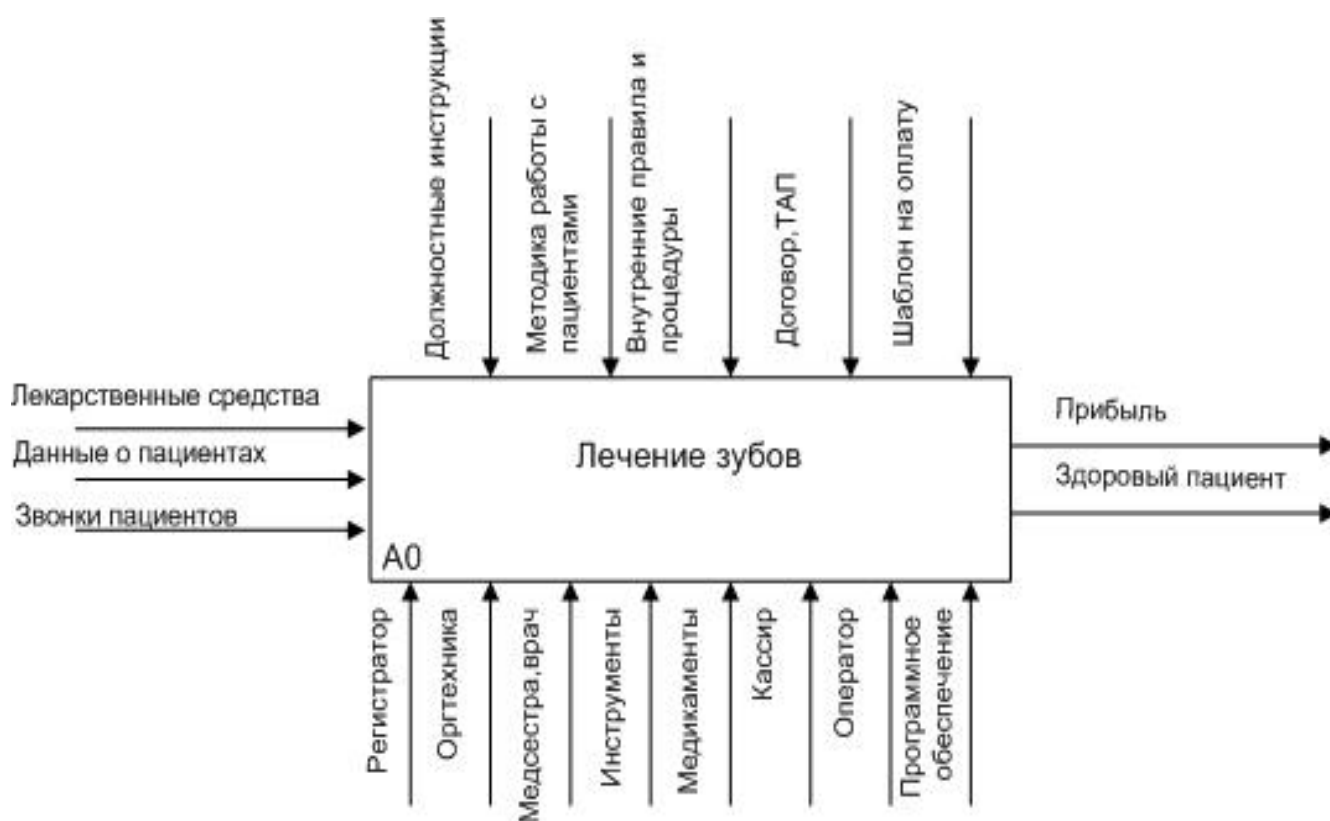 Должностные инструкции
Методика работы с
пациентами
Внутренние правила и
процедуры
Договор,ТАП
Шаблон на оплату
Лекарственные средства
Данные о пациентах
Звонки пациентов
Лечение зубов
A0
Прибыль
Здоровый пациент
Регистратор
Оргтехника
Медсестра,врач
Инструменты
Медикаменты
Кассир
Оператор
Программное
обеспечение